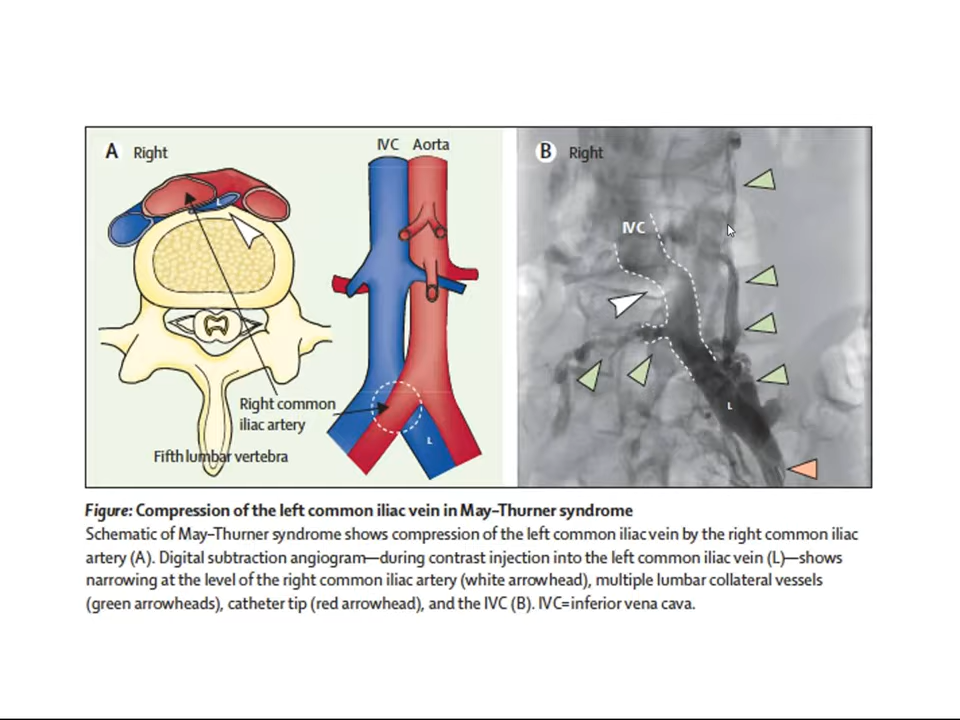 A Right
IVC Aorta
L
Right common
iliac artery
L
Fifth lumbar vertebra
B Right
IVC
L
Figure: Compression of the left common iliac vein in May–Thurner syndrome
Schematic of May–Thurner syndrome shows compression of the left common iliac vein by the right common iliac
artery (A). Digital subtraction angiogram—during contrast injection into the left common iliac vein (L)—shows
narrowing at the level of the right common iliac artery (white arrowhead), multiple lumbar collateral vessels
(green arrowheads), catheter tip (red arrowhead), and the IVC (B). IVC=inferior vena cava.